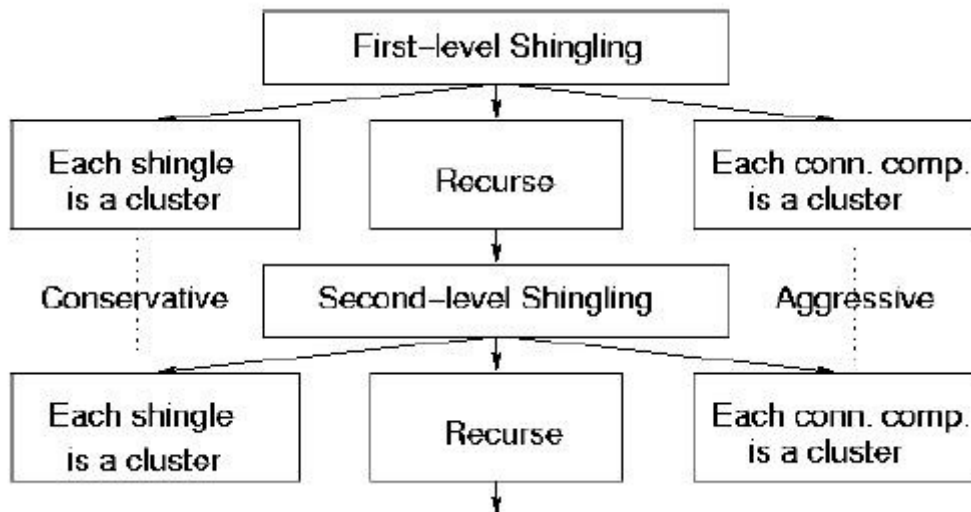 First-level Shingling
Each shingle
is a cluster
Recurse
Each conn. comp.
is a cluster
Conservative
Second-level Shingling
Aggressive
Each shingle
is a cluster
Recurse
Each conn. comp.
is a cluster